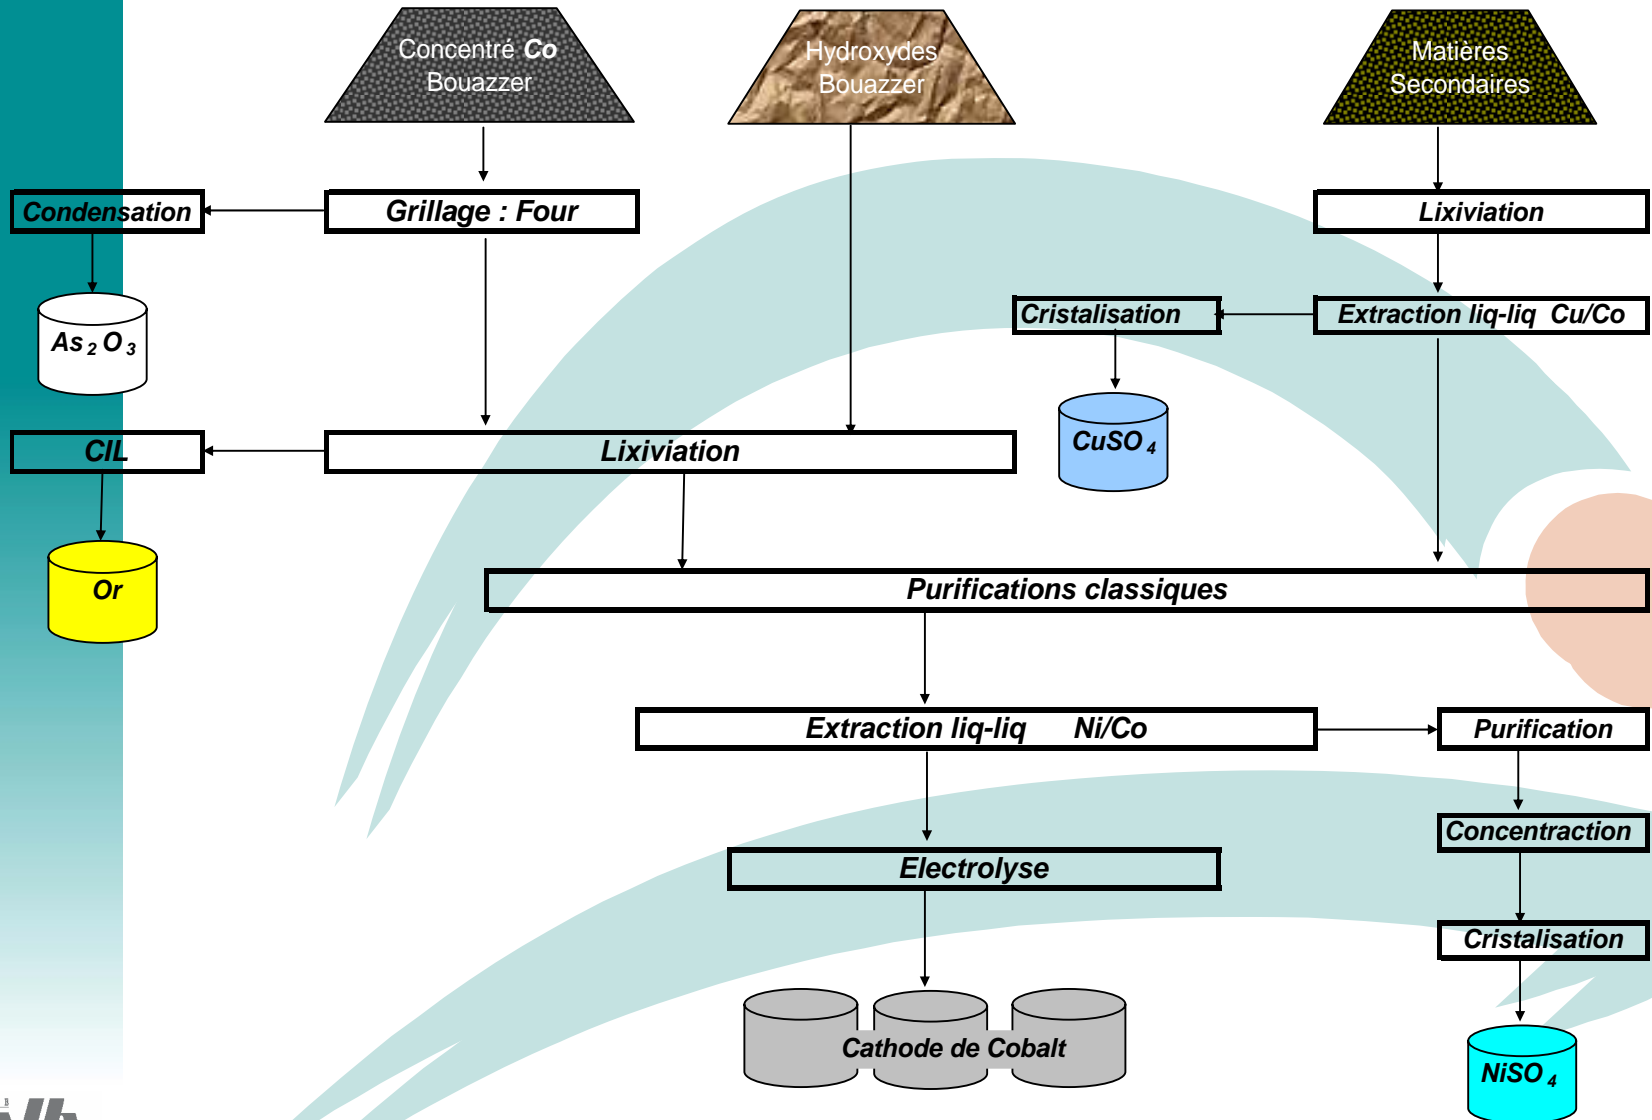 Concentré Co
Bouazzer
Hydroxydes
Bouazzer
Matières
Secondaires
Condensation
Grillage : Four
Lixiviation
As2O3
Cristalisation
Extraction liq-liq Cu/Co
CuSO4
CIL
Lixiviation
Or
Purifications classiques
Extraction liq-liq Ni/Co
Purification
Concentraction
Electrolyse
Cristalisation
Cathode de Cobalt
NiSO4